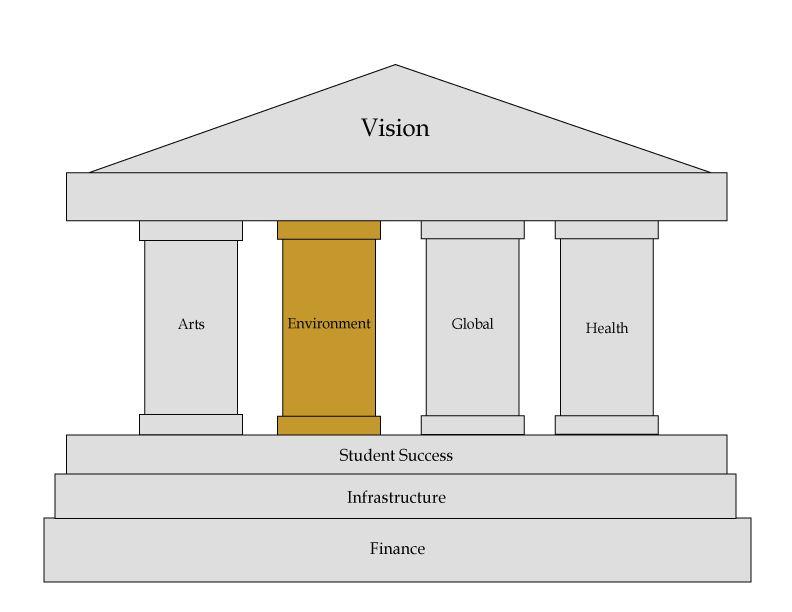 Vision
Arts
Environment
Global
Health
Student Success
Infrastructure
Finance